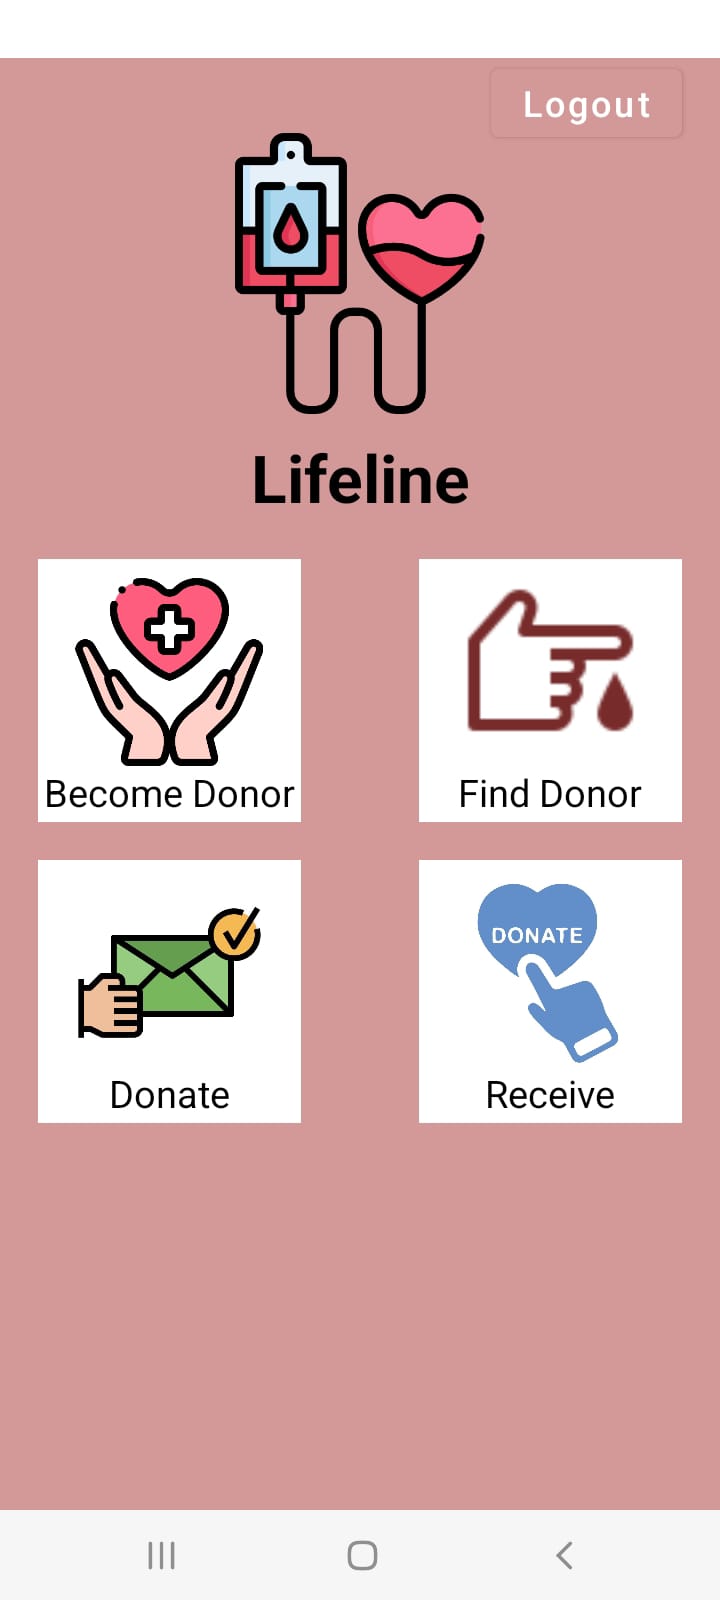 Logout
Lifeline
Become Donor
Find Donor
DONATE
Donate
Receive